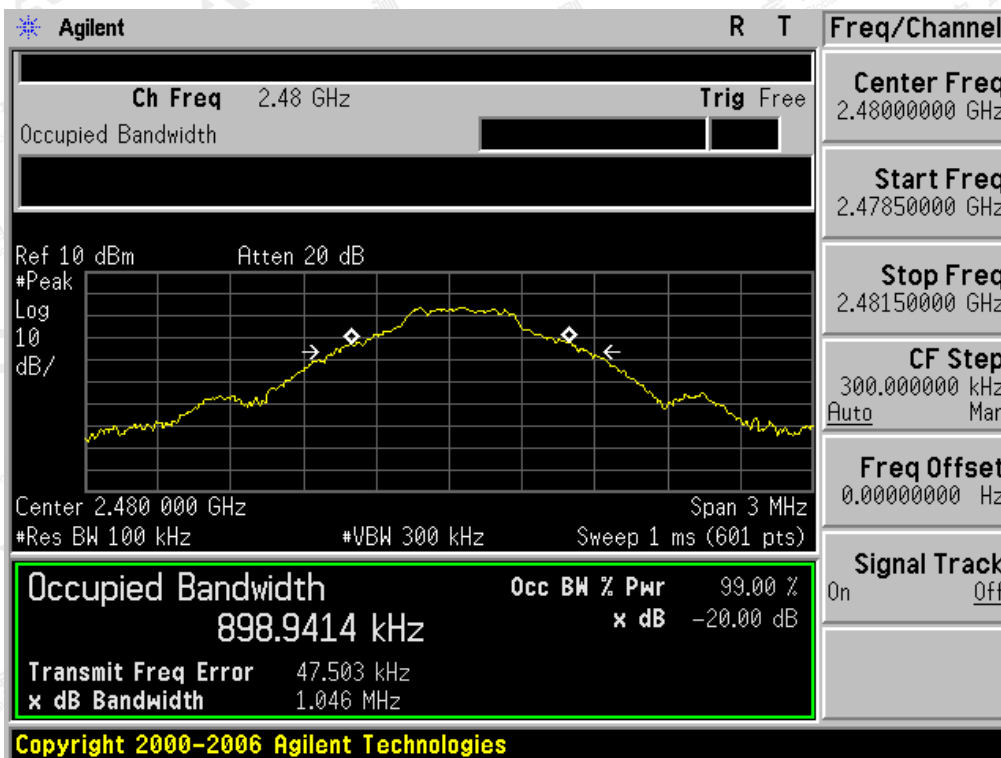 Agilent R T Freq/Channel
Ch Freq 2.48 GHz Trig Free
Occupied Bandwidth
Center Freq
2.48000000 GHz
Start Freq
2.47850000 GHz
Stop Freq
2.48150000 GHz
CF Step
300.000000 kHz
Auto Man
Freq Offset
0.00000000 Hz
Signal Track
On Off
Ref 10 dBm Atten 20 dB
#Peak
Log
10
dB/
Center 2.480 000 GHz Span 3 MHz
#Res BW 100 kHz #VBW 300 kHz Sweep 1 ms (601 pts)
Occupied Bandwidth Occ BW % Pwr 99.00 %
898.9414 kHz x dB -20.00 dB
Transmit Freq Error 47.503 kHz
x dB Bandwidth 1.046 MHz
Copyright 2000-2006 Agilent Technologies